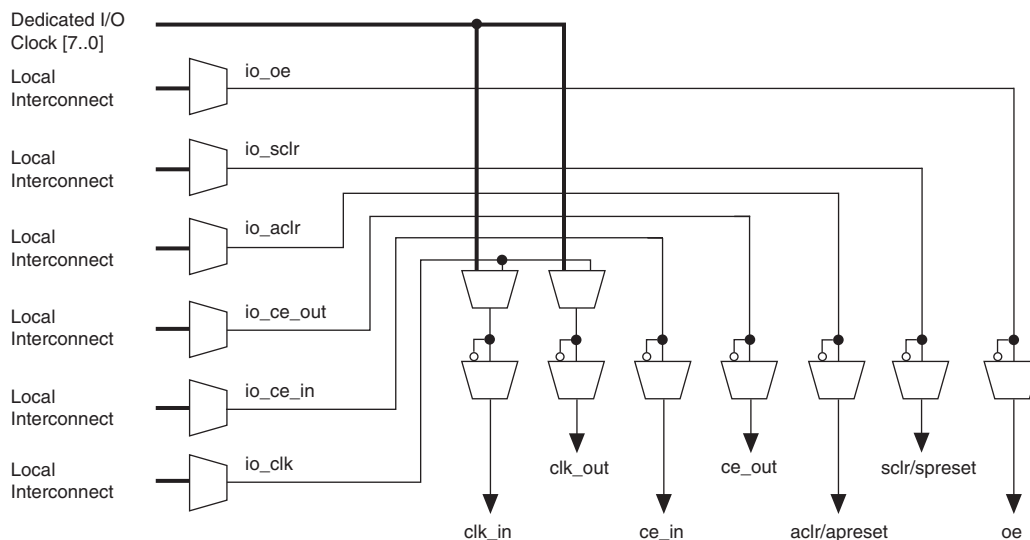 Dedicated I/O
Clock [7..0]
Local
Interconnect
io_oe
Local
Interconnect
io_sclr
Local
Interconnect
io_aclr
Local
Interconnect
io_ce_out
Local
Interconnect
io_ce_in
Local
Interconnect
io_clk
clk_out
ce_out
sclr/spreset
clk_in
ce_in
aclr/apreset
oe